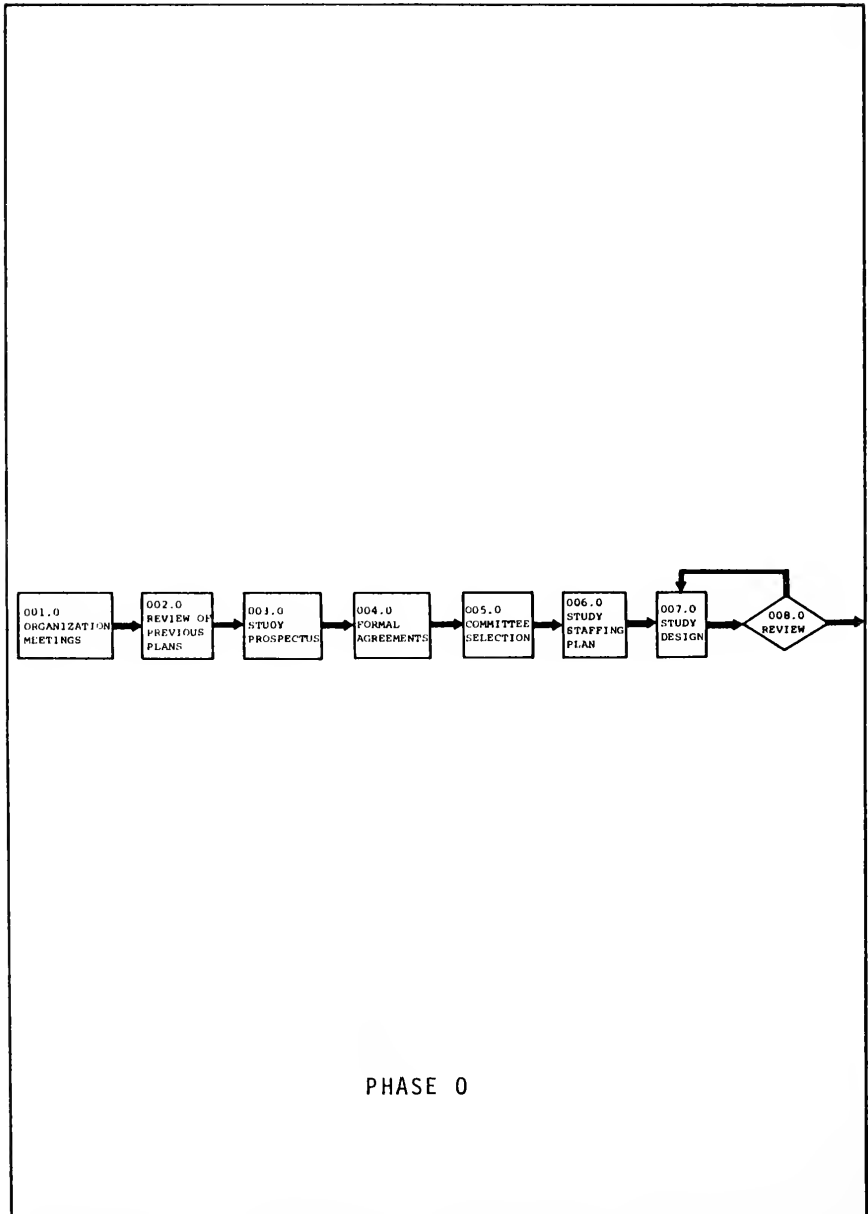 001.0
ORGANIZATION
MEETINGS
002.0
REVIEW OF
PREVIOUS
PLANS
003.0
STUDY
PROSPECTUS
004.0
FORMAL
AGREEMENTS
005.0
COMMITTEE
SELECTION
006.0
STUDY
STAFFING
PLAN
007.0
STUDY
DESIGN
008.0
REVIEW
PHASE 0